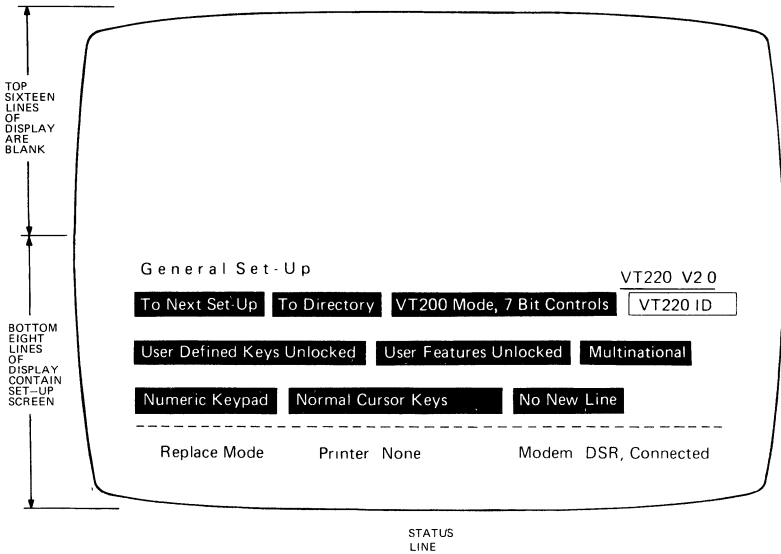 TOP
SIXTEEN
LINES
OF
DISPLAY
ARE
BLANK
General Set-Up
VT220 V2 0
To Next Set-Up To Directory VT200 Mode, 7 Bit Controls VT220 ID
User Defined Keys Unlocked User Features Unlocked Multinational
Numeric Keypad Normal Cursor Keys No New Line
Replace Mode Printer None Modem DSR, Connected
BOTTOM
EIGHT
LINES
OF
DISPLAY
CONTAIN
SET-UP
SCREEN
STATUS
LINE